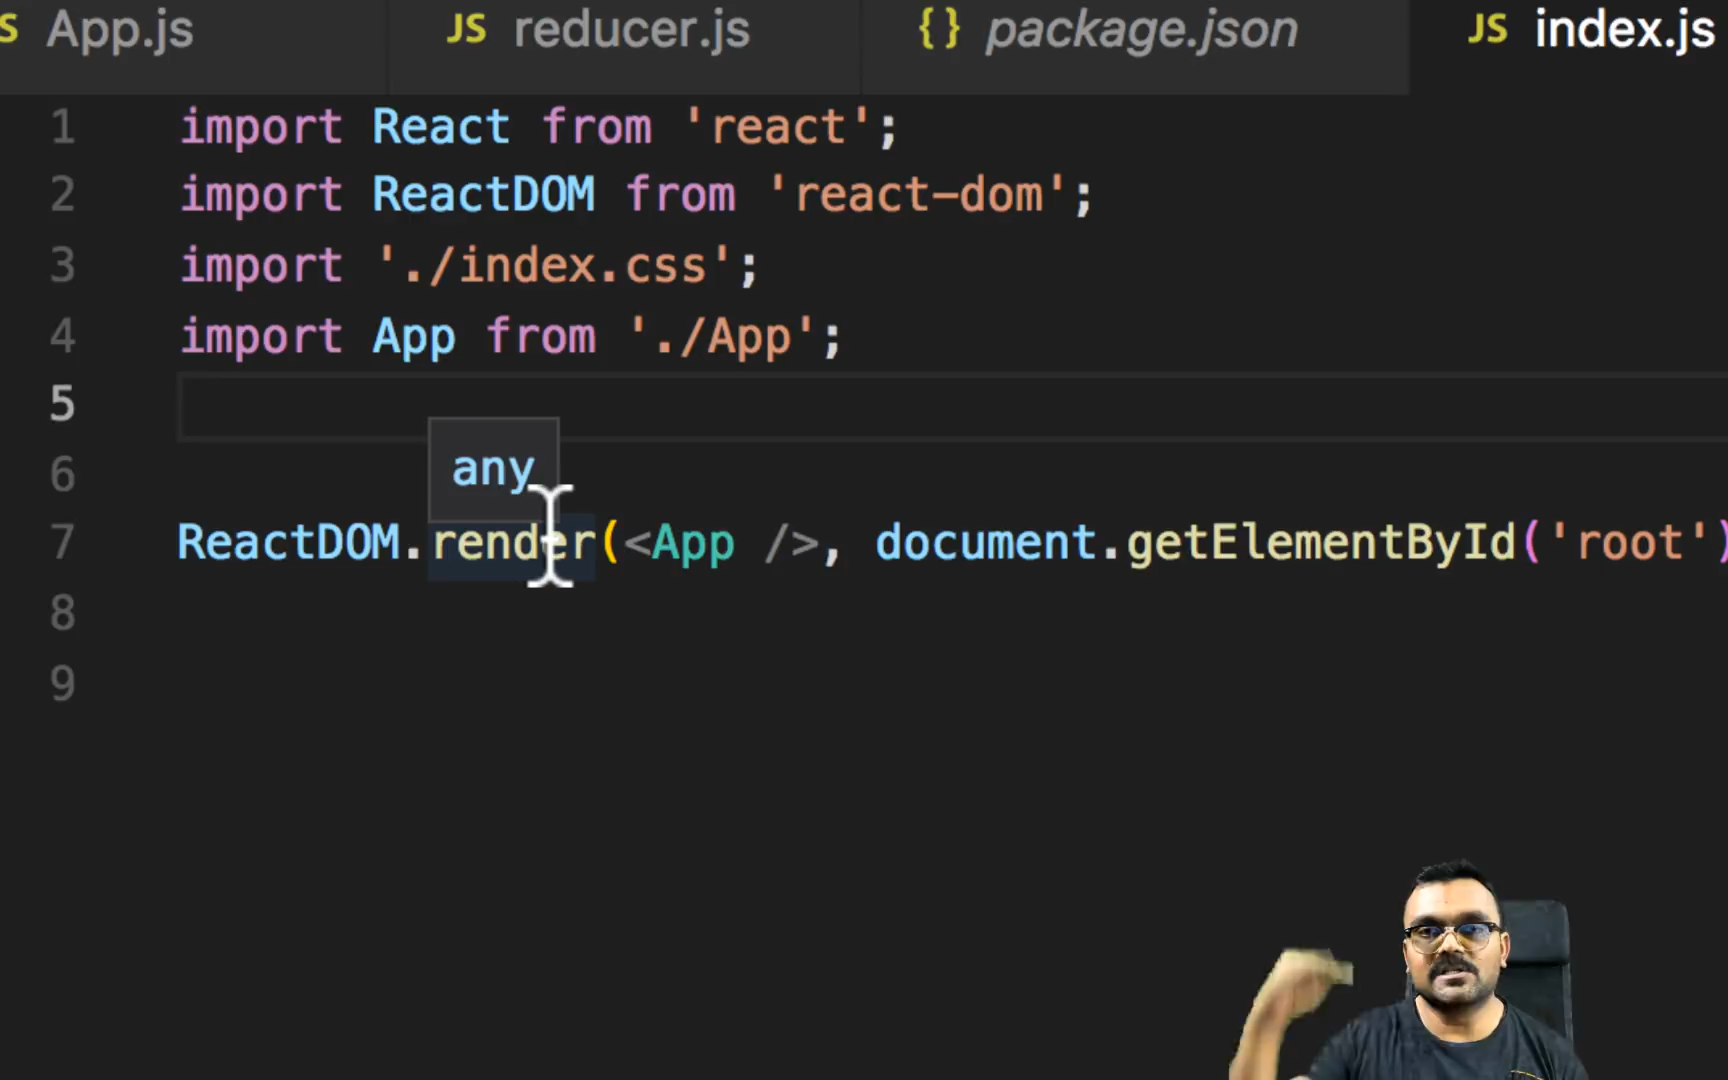 S App.js JS reducer.js {} package.json JS index.js
1 import React from 'react';
2 import ReactDOM from 'react-dom';
3 import './index.css';
4 import App from './App';
5
any
6
7 ReactDOM.render(<App />, document.getElementById('root')
8
9